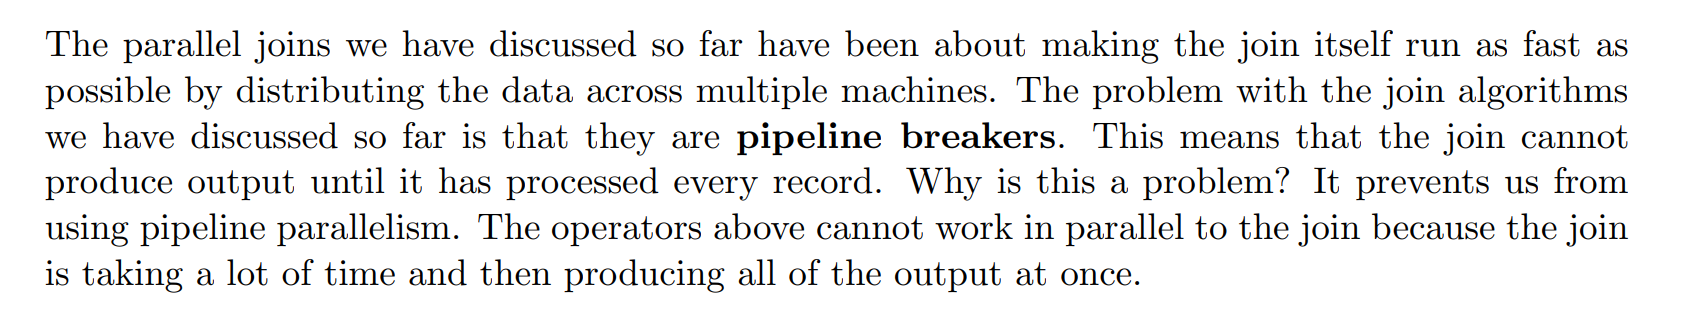 The parallel joins we have discussed so far have been about making the join itself run as fast as
possible by distributing the data across multiple machines. The problem with the join algorithms
we have discussed so far is that they are pipeline breakers. This means that the join cannot
produce output until it has processed every record. Why is this a problem? It prevents us from
using pipeline parallelism. The operators above cannot work in parallel to the join because the join
is taking a lot of time and then producing all of the output at once.